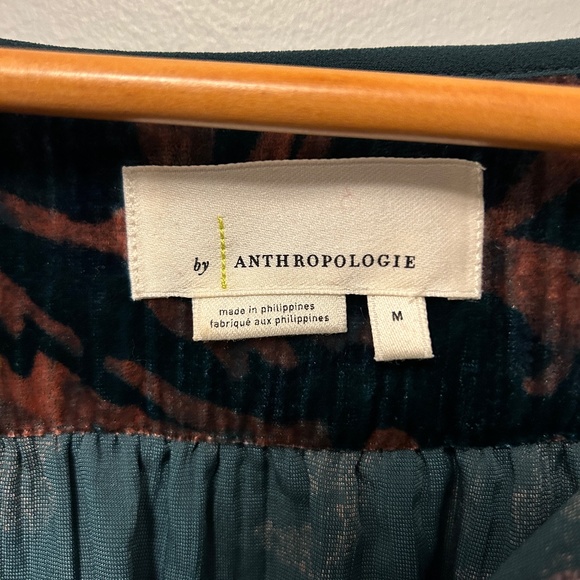 by ANTHROPOLOGIE
made in philippines
fabriqué aux philippines
M